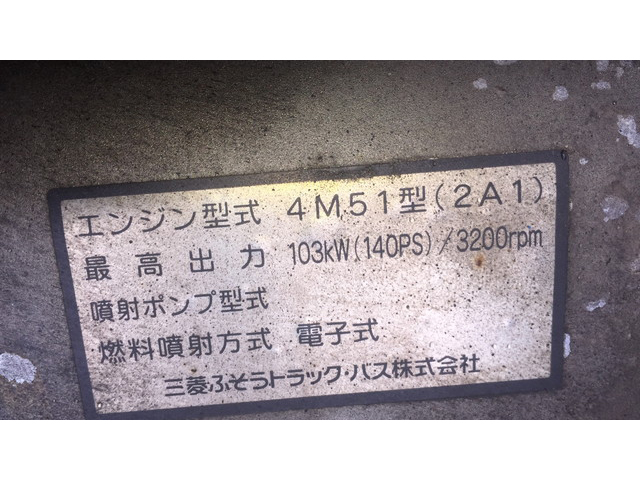 エンジン型式 4M51型(2A1)
最高出力 103kW(140PS)/3200rpm
噴射ポンプ型式
燃料噴射方式 電子式
三菱ふそうトラック・バス株式会社